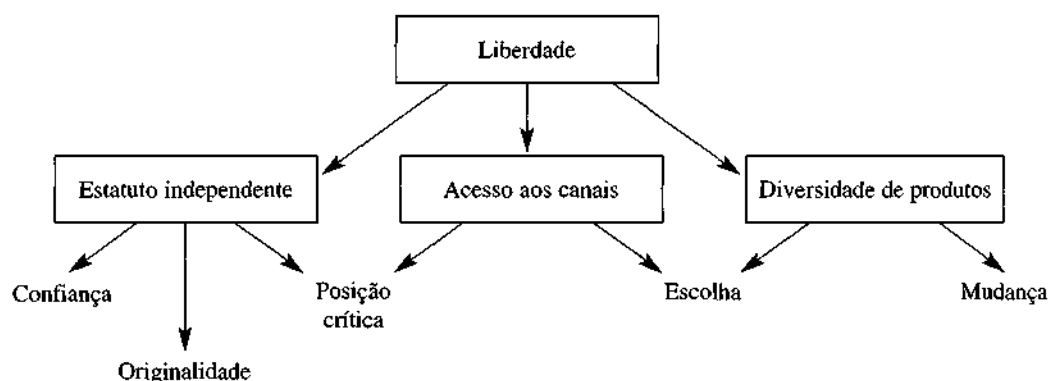 Liberdade
Estatuto independente
Acesso aos canais
Diversidade de produtos
Confiança
Posição
crítica
Escolha
Mudança
Originalidade